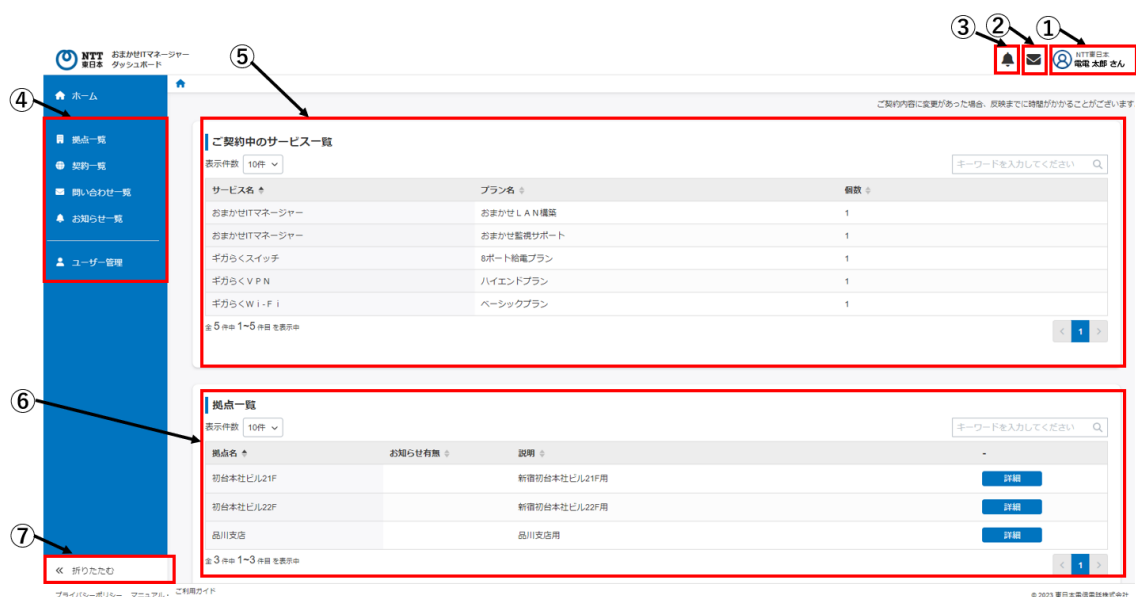 ③ ② ①
NTT 東日本
おまかせITマネージャー
ダッシュボード
NTT東日本
電電 太郎 さん
⑤
④
ホーム
拠点一覧
契約一覧
問い合わせ一覧
お知らせ一覧
ユーザー管理
ご契約内容に変更があった場合、反映までに時間がかかることがございます
ご契約中のサービス一覧
表示件数 10件
キーワードを入力してください
サービス名 プラン名 個数
おまかせITマネージャー おまかせＬＡＮ構築 1
おまかせITマネージャー おまかせ監視サポート 1
ギガらくスイッチ 8ポート給電プラン 1
ギガらくＶＰＮ ハイエンドプラン 1
ギガらくＷｉ-Ｆｉ ベーシックプラン 1
全 5 件中 1~5 件目 を表示中
< 1 >
⑥
拠点一覧
表示件数 10件
キーワードを入力してください
拠点名 お知らせ有無 説明 -
初台本社ビル21F 新宿初台本社ビル21F用 詳細
初台本社ビル22F 新宿初台本社ビル22F用 詳細
品川支店 品川支店用 詳細
全 3 件中 1~3 件目 を表示中
< 1 >
⑦
折りたたむ
プライバシーポリシー マニュアル・ ご利用ガイド
© 2023 東日本電信電話株式会社